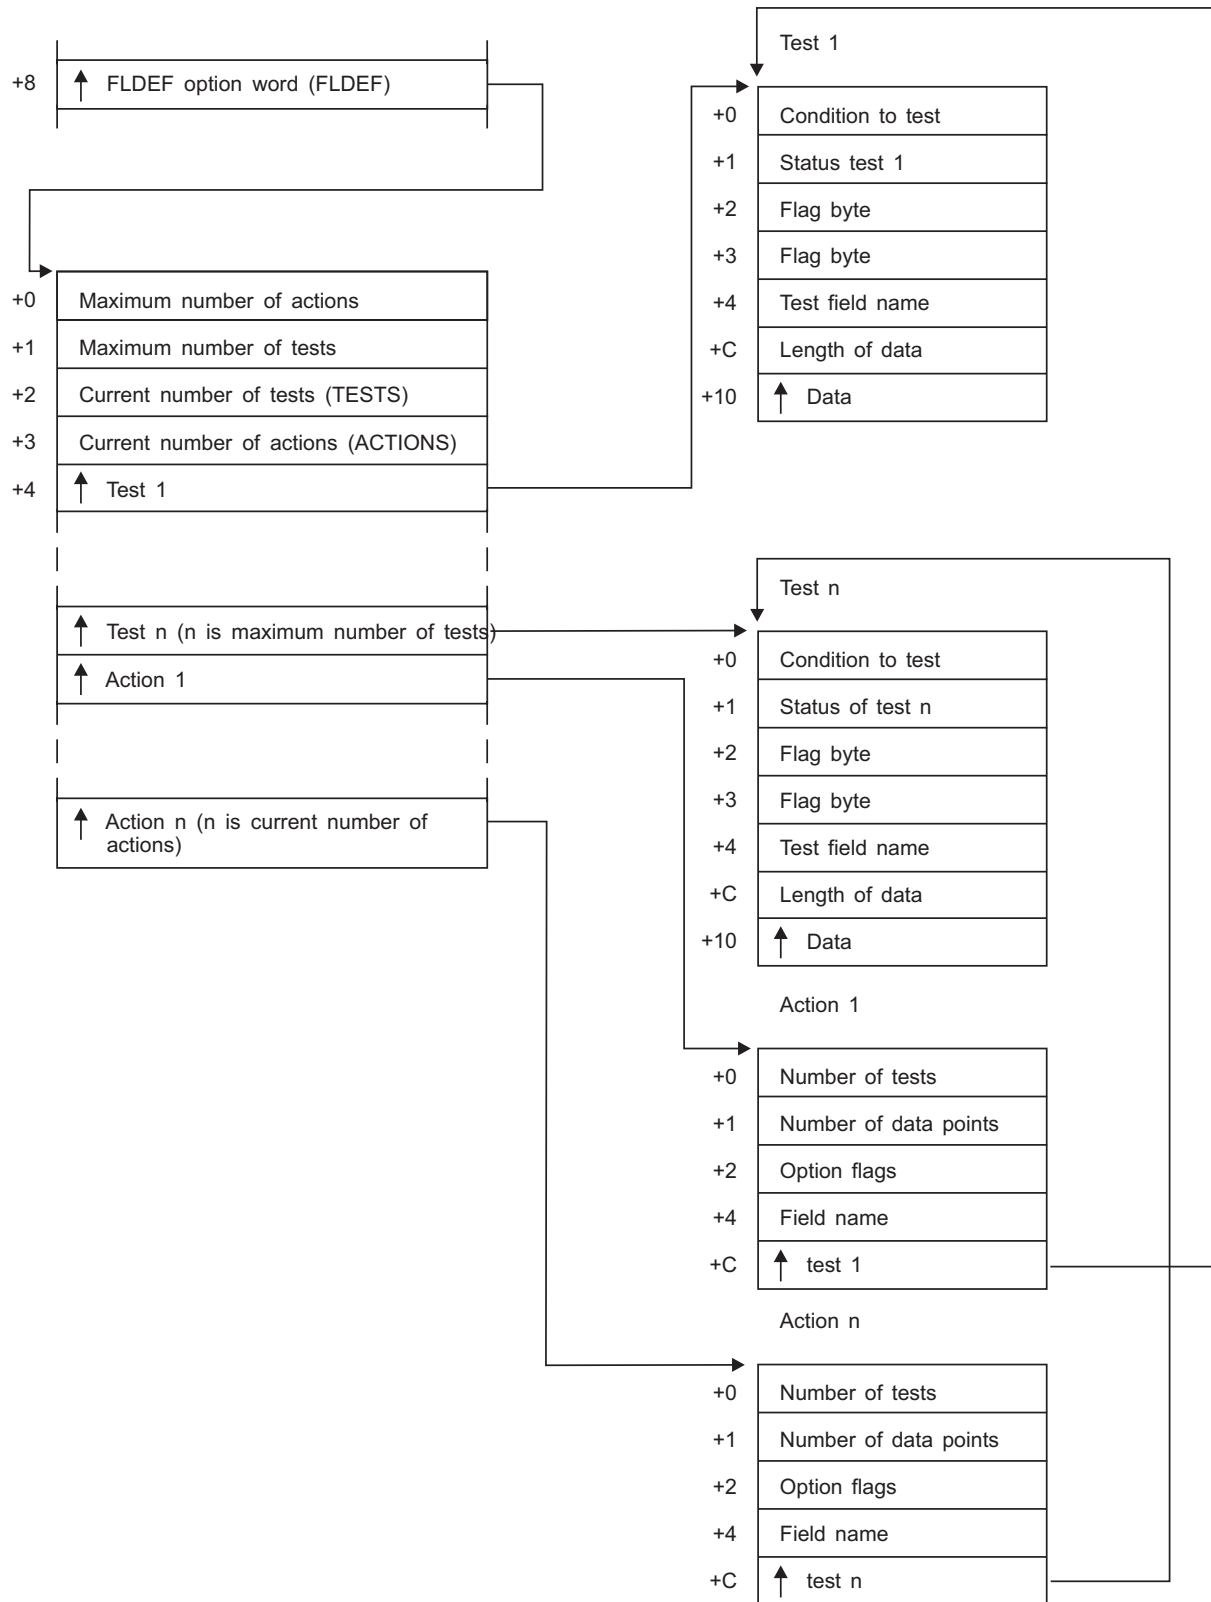 +8 FLDEF option word (FLDEF)
+0 Maximum number of actions
+1 Maximum number of tests
+2 Current number of tests (TESTS)
+3 Current number of actions (ACTIONS)
+4 Test 1
Test n (n is maximum number of tests)
Action 1
Action n (n is current number of
actions)
Test 1
+0 Condition to test
+1 Status test 1
+2 Flag byte
+3 Flag byte
+4 Test field name
+C Length of data
+10 Data
Test n
+0 Condition to test
+1 Status of test n
+2 Flag byte
+3 Flag byte
+4 Test field name
+C Length of data
+10 Data
Action 1
+0 Number of tests
+1 Number of data points
+2 Option flags
+4 Field name
+C test 1
Action n
+0 Number of tests
+1 Number of data points
+2 Option flags
+4 Field name
+C test n